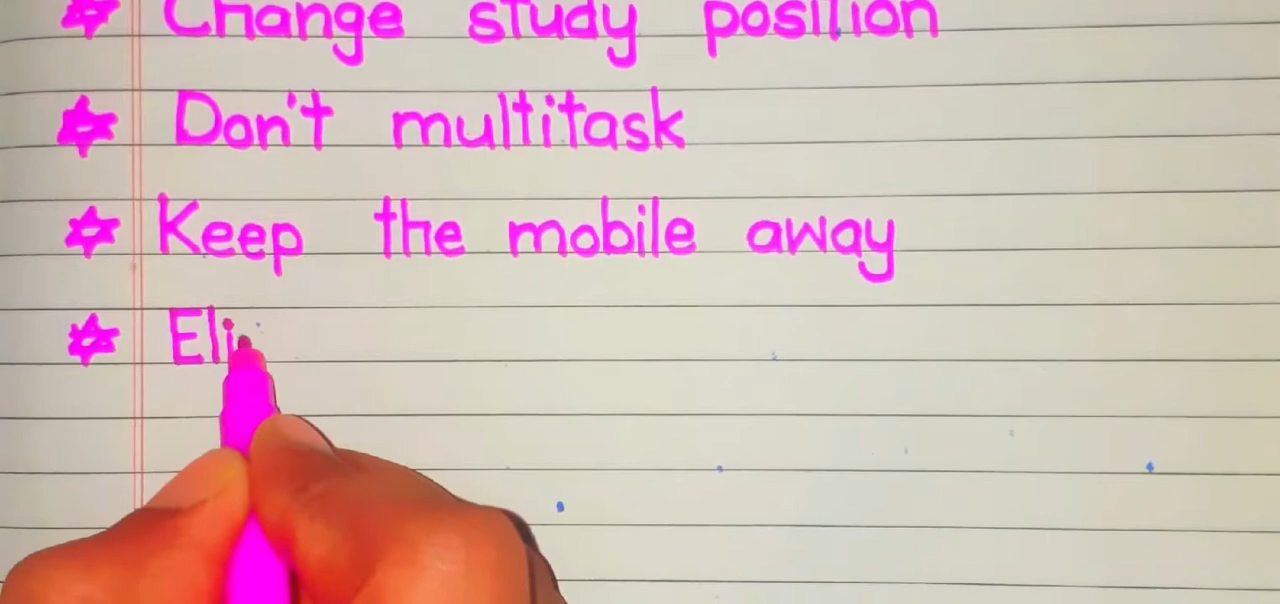 Change study position
Don't multitask
Keep the mobile away
Eli